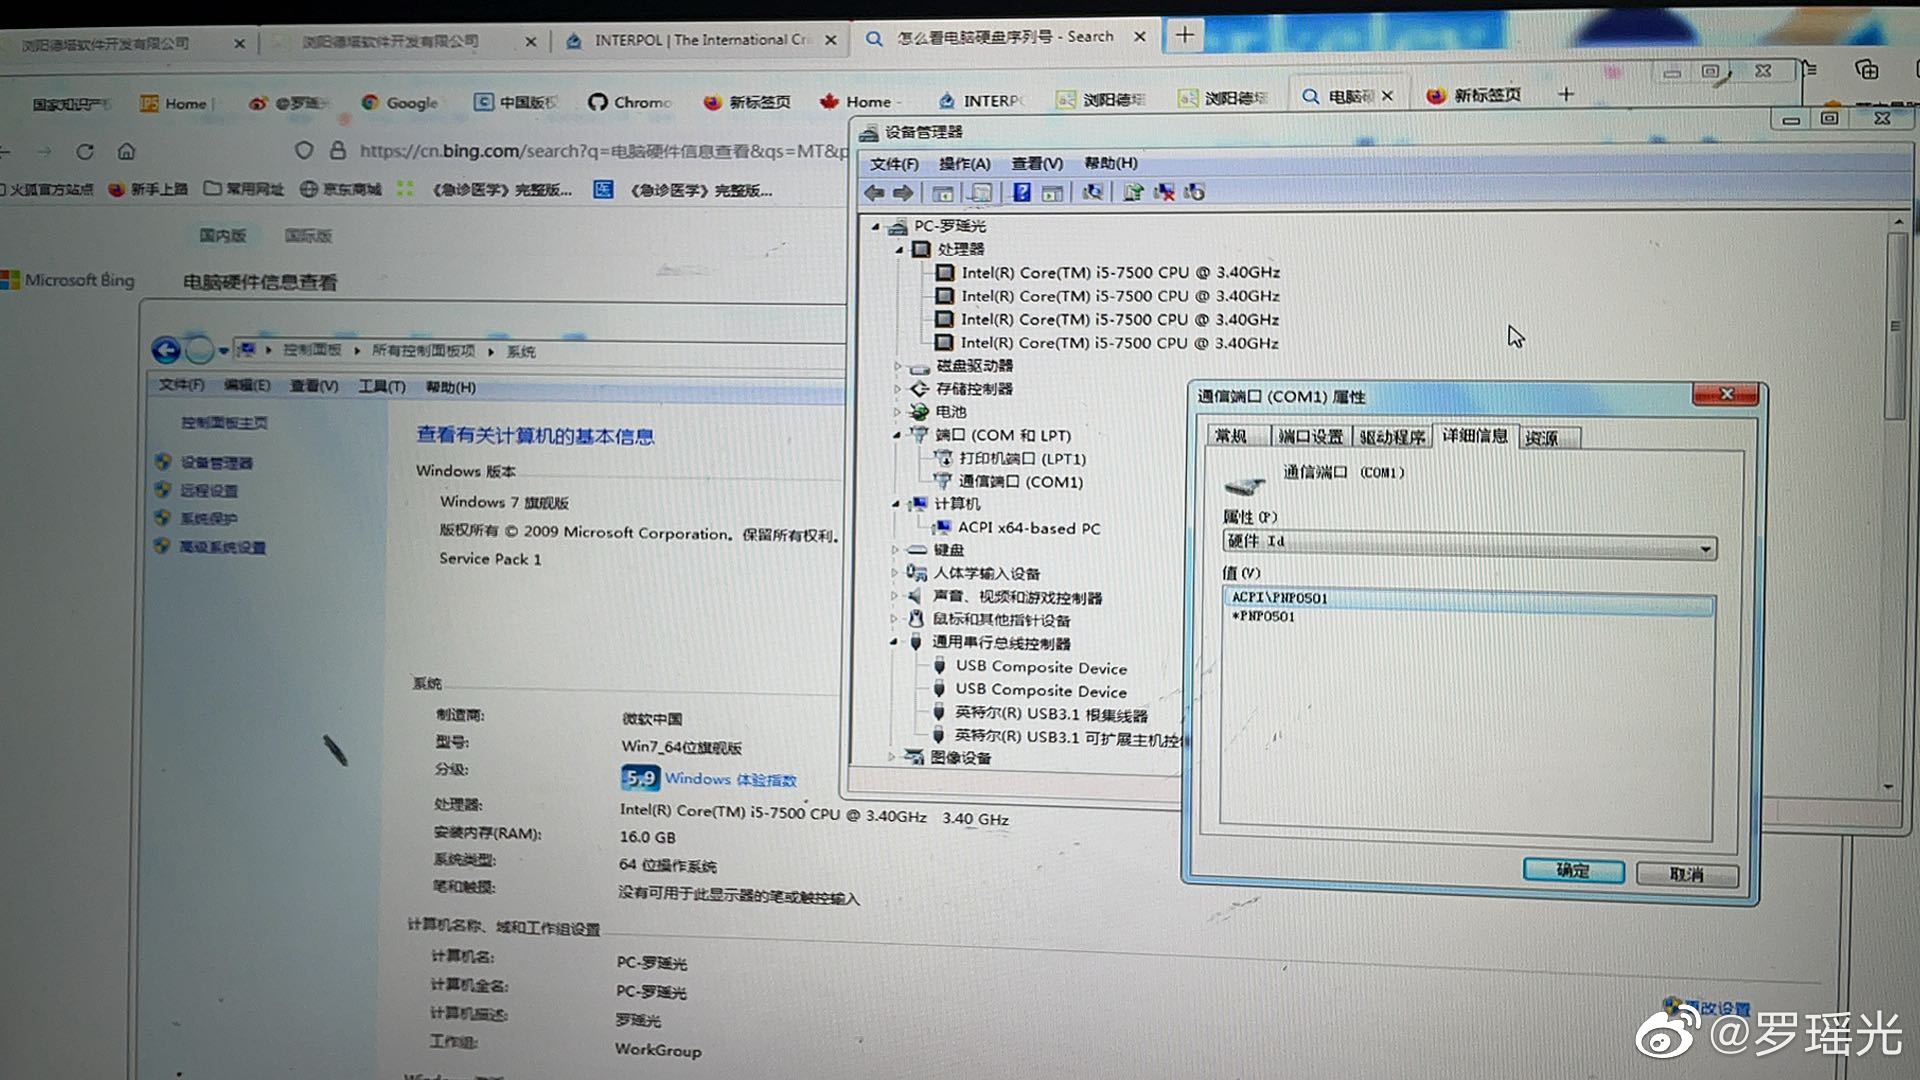 浏阳德塔软件开发有限公司
浏阳德塔软件开发有限公司
INTERPOL | The International Cri
怎么看电脑硬盘序列号 - Search
国家知识产权
IPS Home |
@罗瑶光
Google
中国版权
Chromo
新标签页
Home -
INTERPO
浏阳德塔
浏阳德塔
电脑硬
新标签页
https://cn.bing.com/search?q=电脑硬件信息查看&qs=MT&p
火狐官方站点
新手上路
常用网址
京东商城
《急诊医学》完整版...
医
《急诊医学》完整版...
国内版
国际版
Microsoft Bing
电脑硬件信息查看
控制面板
所有控制面板项
系统
文件(F) 编辑(E) 查看(V) 工具(T) 帮助(H)
控制面板主页
设备管理器
远程设置
系统保护
高级系统设置
查看有关计算机的基本信息
Windows 版本
Windows 7 旗舰版
版权所有 © 2009 Microsoft Corporation。保留所有权利。
Service Pack 1
系统
制造商: 微软中国
型号: Win7_64位旗舰版
分级: 5.9 Windows 体验指数
处理器: Intel(R) Core(TM) i5-7500 CPU @ 3.40GHz 3.40 GHz
安装内存(RAM): 16.0 GB
系统类型: 64 位操作系统
笔和触摸: 没有可用于此显示器的笔或触控输入
计算机名称、域和工作组设置
计算机名: PC-罗瑶光
计算机全名: PC-罗瑶光
计算机描述: 罗瑶光
工作组: WorkGroup
更改设置
设备管理器
文件(F) 操作(A) 查看(V) 帮助(H)
PC-罗瑶光
处理器
Intel(R) Core(TM) i5-7500 CPU @ 3.40GHz
Intel(R) Core(TM) i5-7500 CPU @ 3.40GHz
Intel(R) Core(TM) i5-7500 CPU @ 3.40GHz
Intel(R) Core(TM) i5-7500 CPU @ 3.40GHz
磁盘驱动器
存储控制器
电池
端口 (COM 和 LPT)
打印机端口 (LPT1)
通信端口 (COM1)
计算机
ACPI x64-based PC
键盘
人体学输入设备
声音、视频和游戏控制器
鼠标和其他指针设备
通用串行总线控制器
USB Composite Device
USB Composite Device
英特尔(R) USB3.1 根集线器
英特尔(R) USB3.1 可扩展主机控
图像设备
通信端口 (COM1) 属性
常规 端口设置 驱动程序 详细信息 资源
通信端口 (COM1)
属性(P)
硬件 Id
值(V)
ACPI\PNP0501
*PNP0501
确定
取消
@罗瑶光